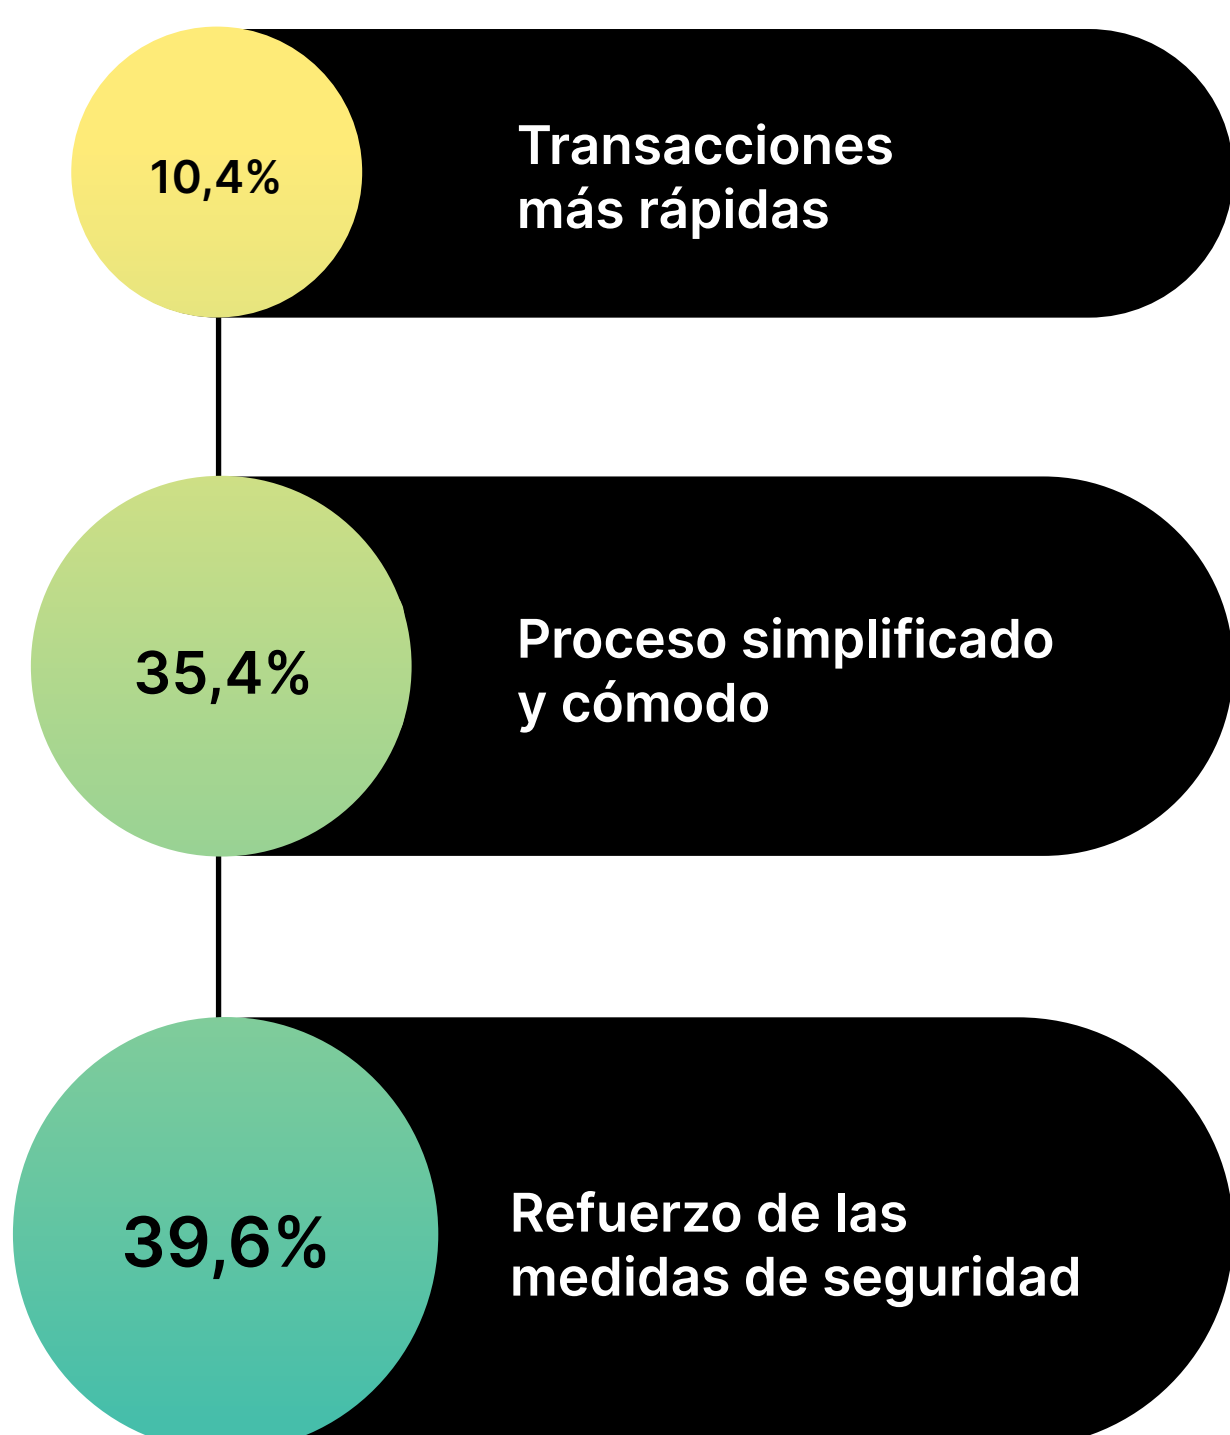 10,4%
Transacciones
más rápidas
35,4%
Proceso simplificado
y cómodo
39,6%
Refuerzo de las
medidas de seguridad